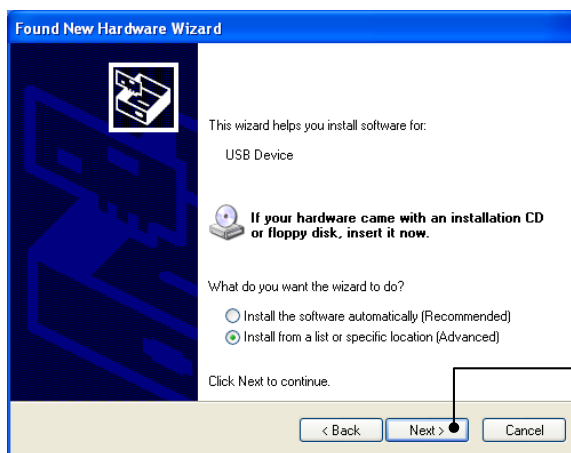 Found New Hardware Wizard
This wizard helps you install software for:
USB Device
If your hardware came with an installation CD
or floppy disk, insert it now.
What do you want the wizard to do?
Install the software automatically (Recommended)
Install from a list or specific location (Advanced)
Click Next to continue.
< Back Next > Cancel